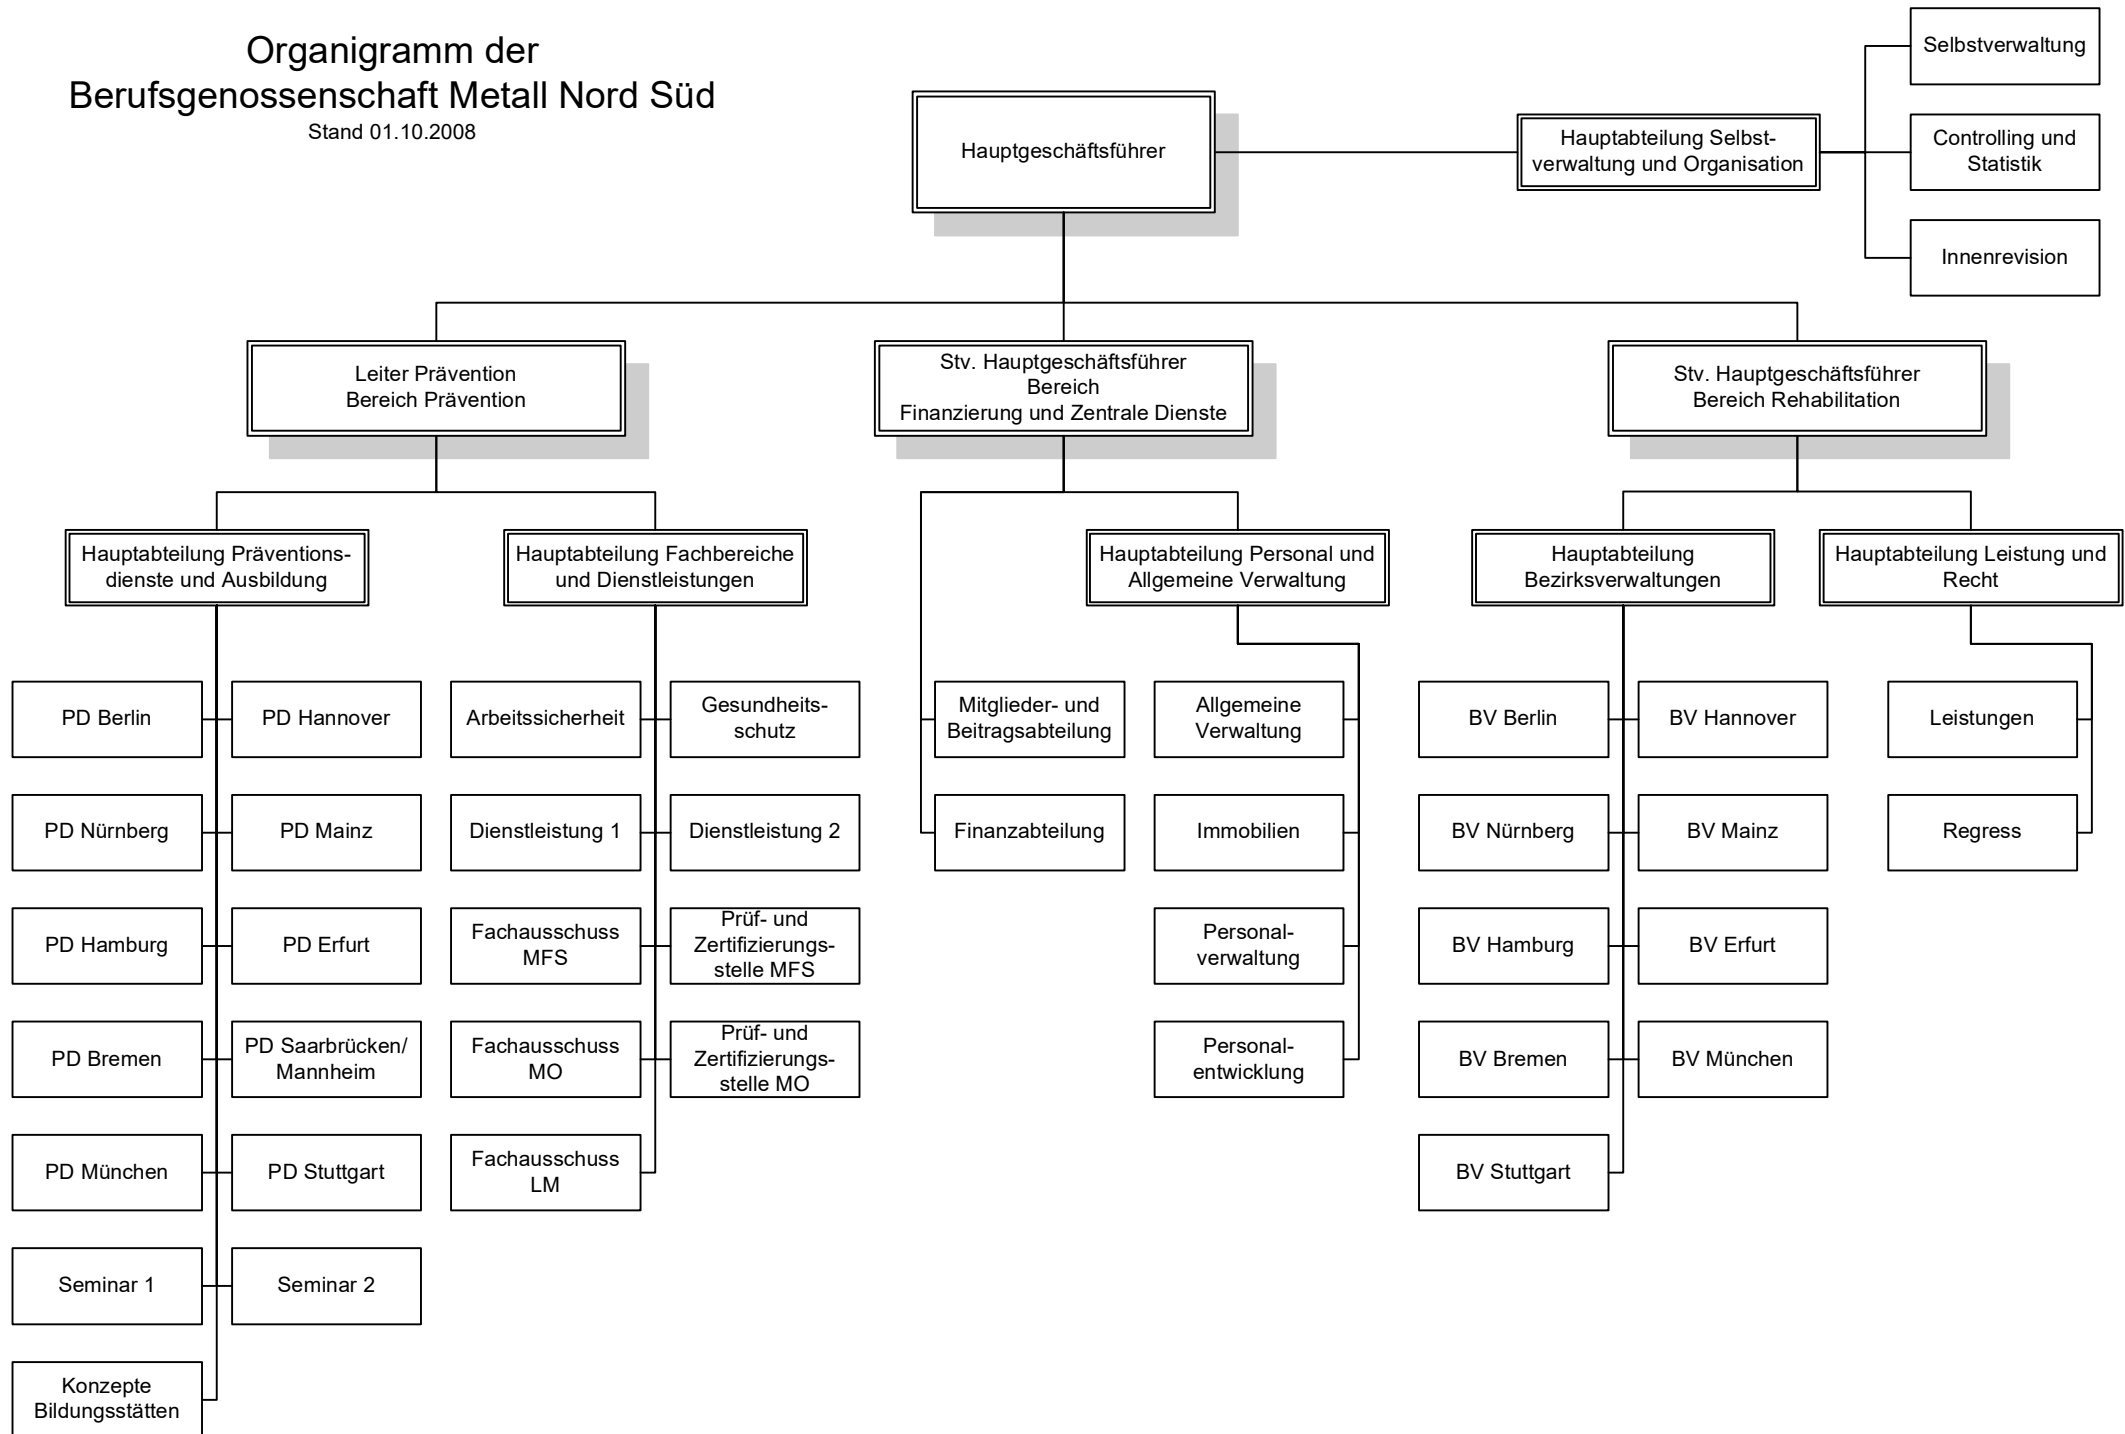 Organigramm der
Berufsgenossenschaft Metall Nord Süd
Stand 01.10.2008
Hauptgeschäftsführer
Hauptabteilung Selbst-
verwaltung und Organisation
Selbstverwaltung
Controlling und
Statistik
Innenrevision
Leiter Prävention
Bereich Prävention
Stv. Hauptgeschäftsführer
Bereich
Finanzierung und Zentrale Dienste
Stv. Hauptgeschäftsführer
Bereich Rehabilitation
Hauptabteilung Präventions-
dienste und Ausbildung
Hauptabteilung Fachbereiche
und Dienstleistungen
Hauptabteilung Personal und
Allgemeine Verwaltung
Hauptabteilung
Bezirksverwaltungen
Hauptabteilung Leistung und
Recht
PD Berlin
PD Hannover
PD Nürnberg
PD Mainz
PD Hamburg
PD Erfurt
PD Bremen
PD Saarbrücken/
Mannheim
PD München
PD Stuttgart
Seminar 1
Seminar 2
Konzepte
Bildungsstätten
Arbeitssicherheit
Gesundheits-
schutz
Dienstleistung 1
Dienstleistung 2
Fachausschuss
MFS
Prüf- und
Zertifizierungs-
stelle MFS
Fachausschuss
MO
Prüf- und
Zertifizierungs-
stelle MO
Fachausschuss
LM
Mitglieder- und
Beitragsabteilung
Finanzabteilung
Allgemeine
Verwaltung
Immobilien
Personal-
verwaltung
Personal-
entwicklung
BV Berlin
BV Hannover
BV Nürnberg
BV Mainz
BV Hamburg
BV Erfurt
BV Bremen
BV München
BV Stuttgart
Leistungen
Regress